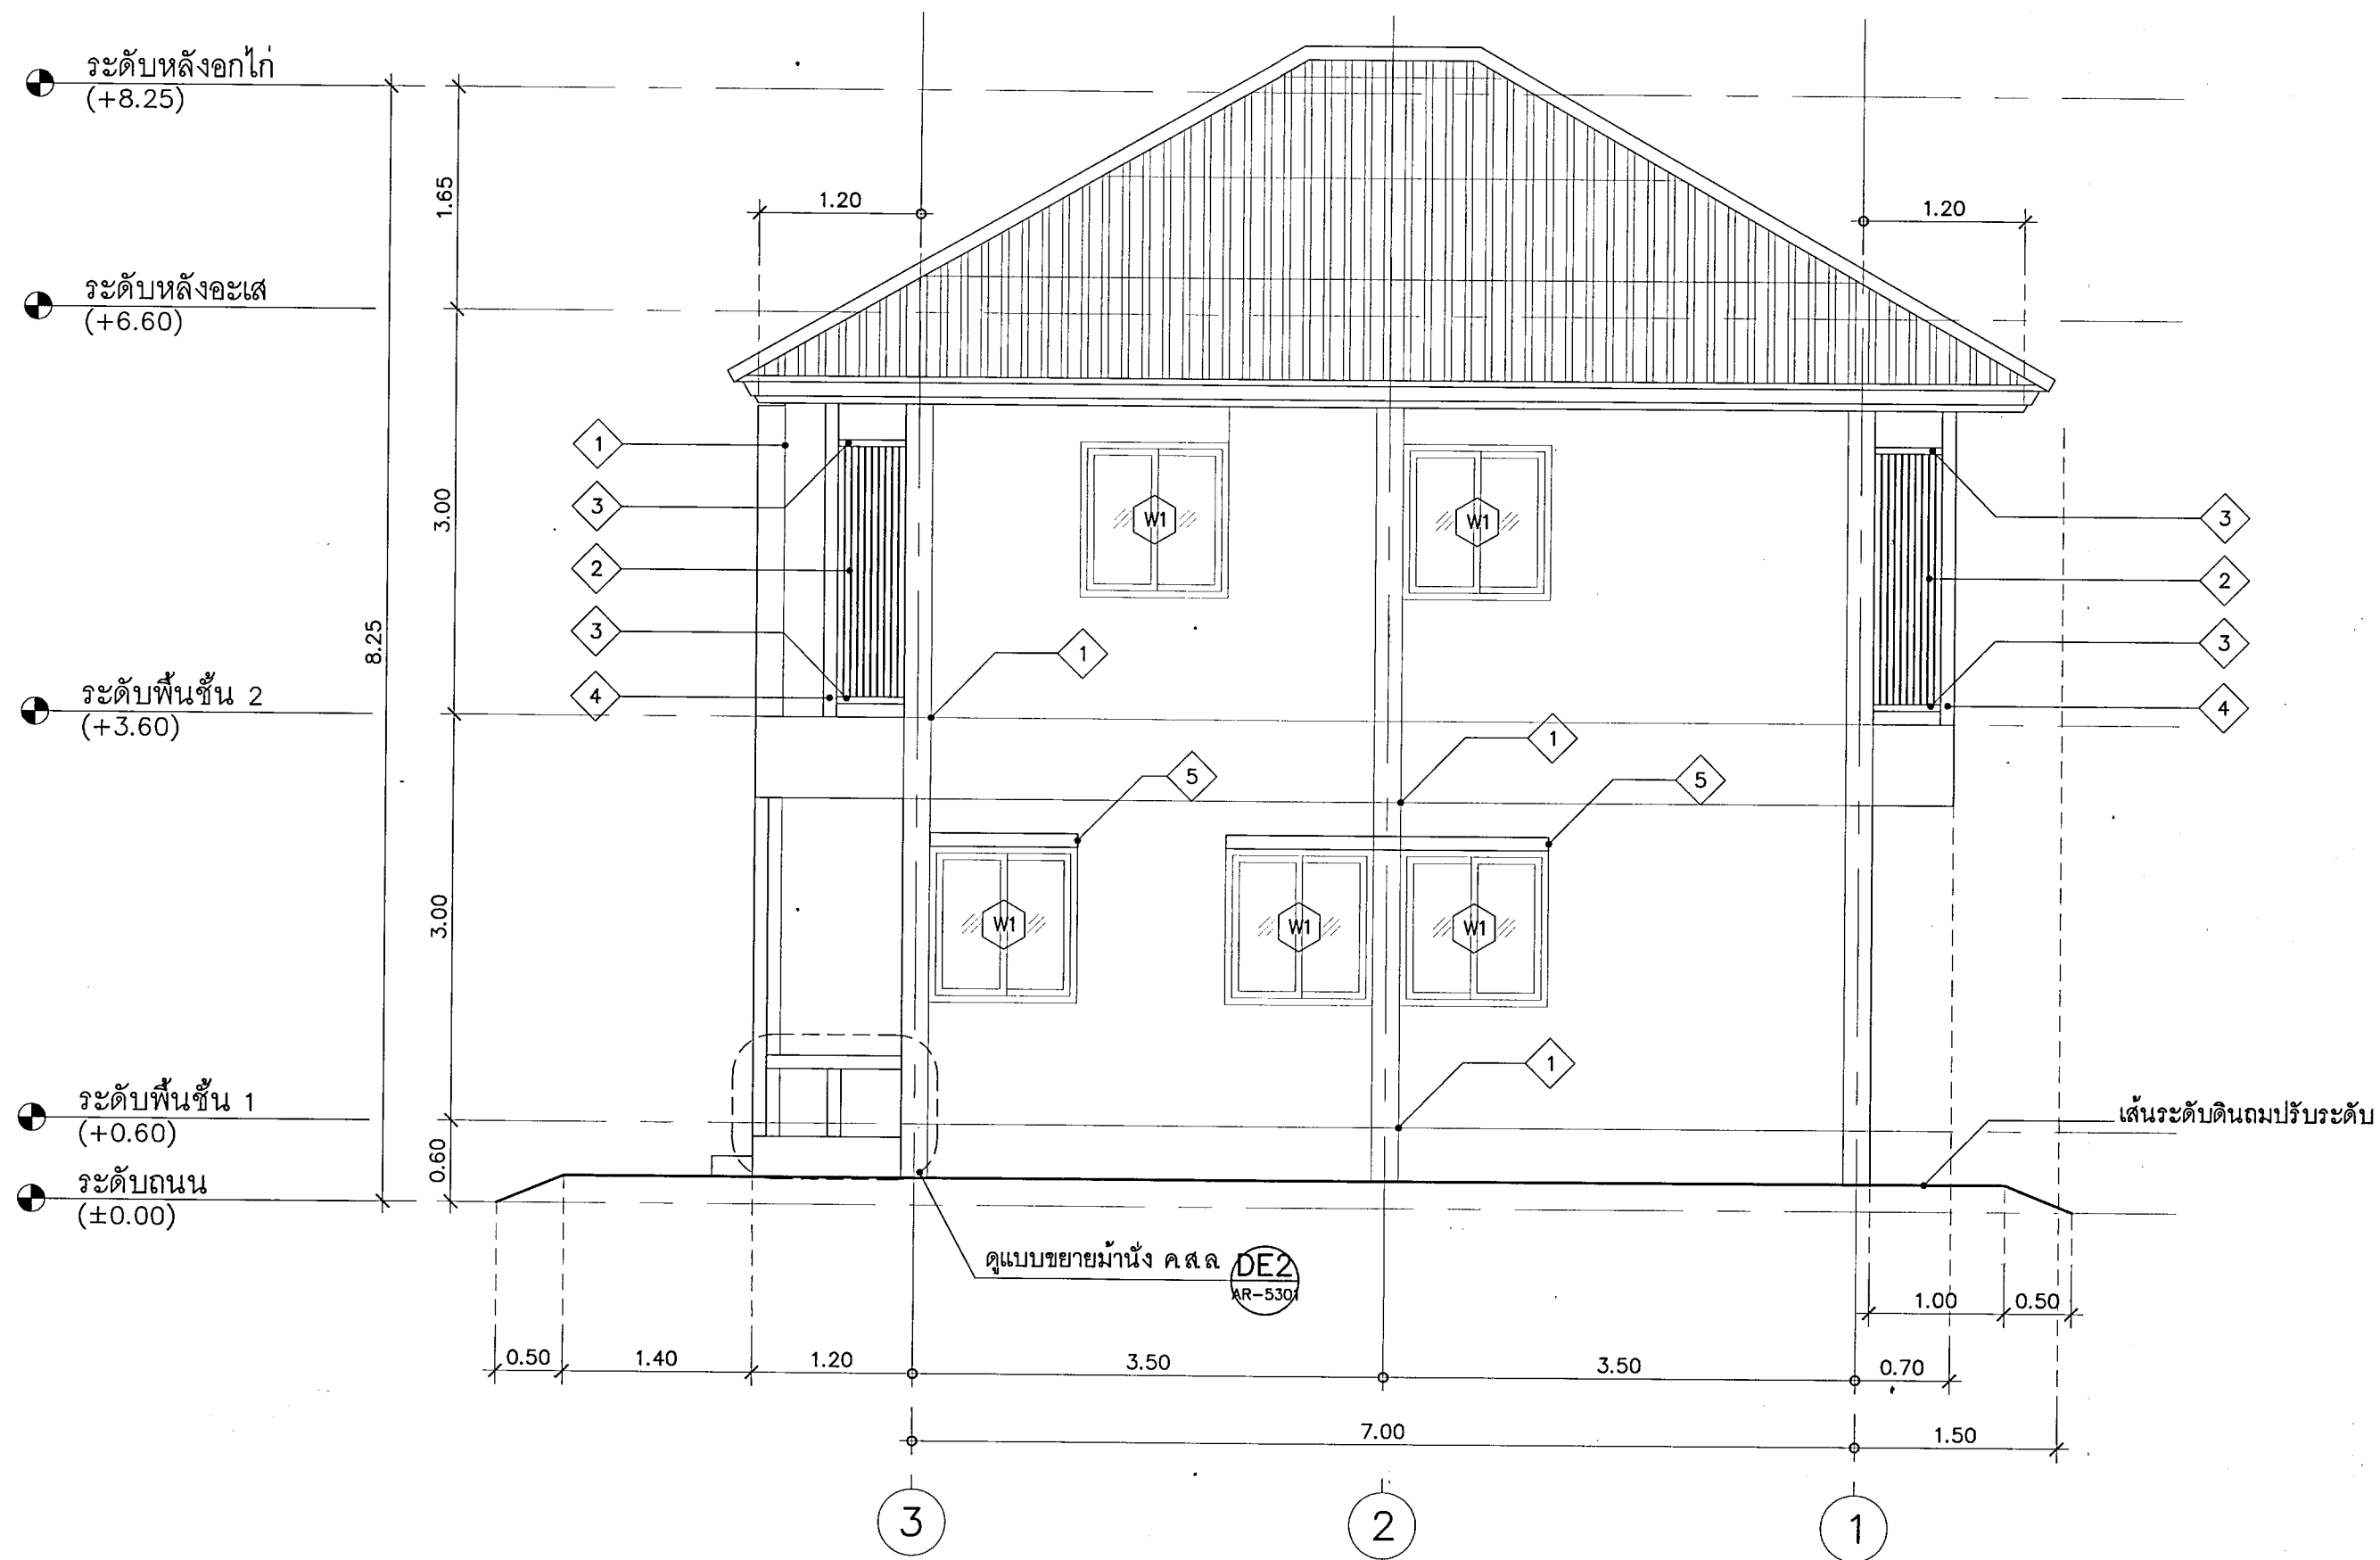 ระดับหลังอกไก่
(+8.25)
1.20
1.20
1.65
ระดับหลังอะเส
(+6.60)
1
3
2
3
4
3.00
W1
W1
3
2
3
4
8.25
1
ระดับพื้นชั้น 2
(+3.60)
1
5
5
3.00
W1
W1
W1
1
ระดับพื้นชั้น 1
(+0.60)
เส้นระดับดินถมปรับระดับ
0.60
ระดับถนน
(±0.00)
ดูแบบขยายม้านั่ง ค.ส.ล
DE2
AR-5301
1.00
0.50
0.50
1.40
1.20
3.50
3.50
0.70
7.00
1.50
3
2
1